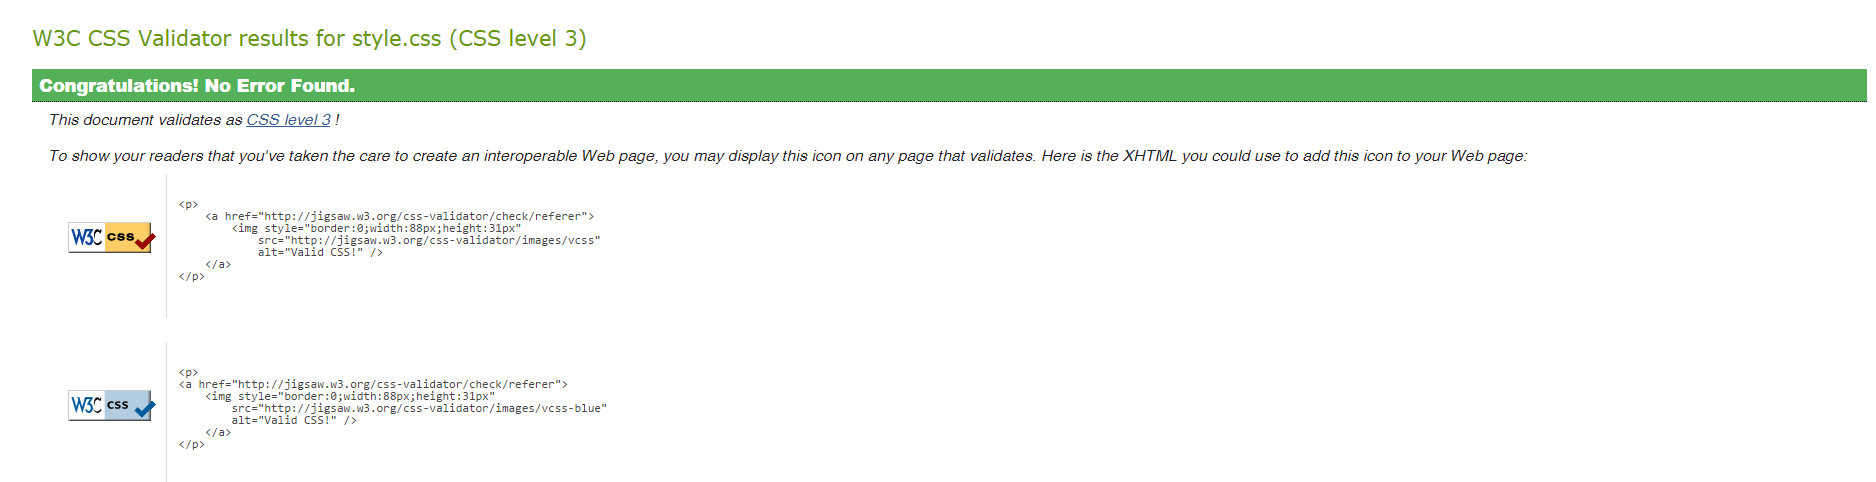 W3C CSS Validator results for style.css (CSS level 3)
Congratulations! No Error Found.
This document validates as CSS level 3 !
To show your readers that you've taken the care to create an interoperable Web page, you may display this icon on any page that validates. Here is the XHTML you could use to add this icon to your Web page:
W3C css
<p>
    <a href="http://jigsaw.w3.org/css-validator/check/referer">
        <img style="border:0;width:88px;height:31px"
            src="http://jigsaw.w3.org/css-validator/images/vcss"
            alt="Valid CSS!" />
    </a>
</p>
W3C css
<p>
<a href="http://jigsaw.w3.org/css-validator/check/referer">
    <img style="border:0;width:88px;height:31px"
        src="http://jigsaw.w3.org/css-validator/images/vcss-blue"
        alt="Valid CSS!" />
    </a>
</p>